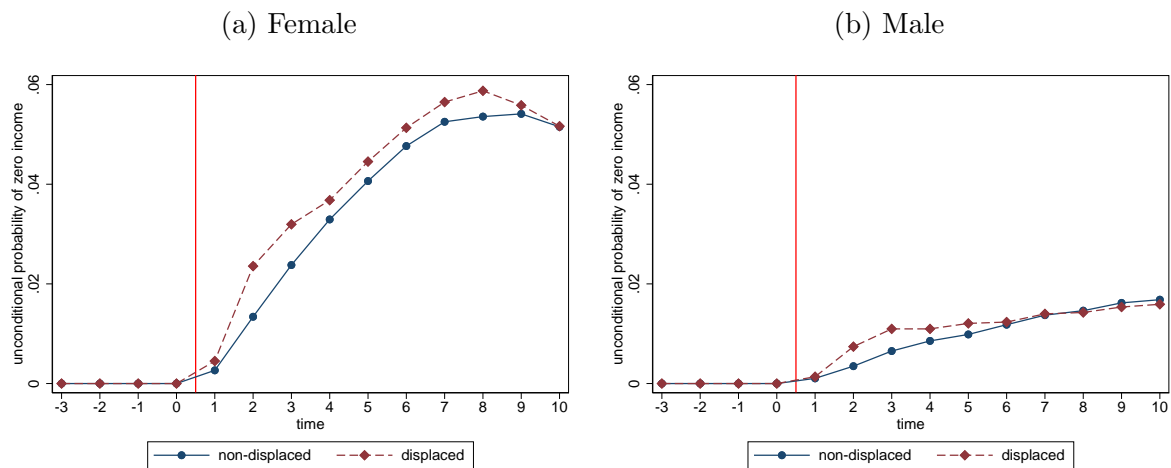 (a) Female
unconditional probability of zero income
.06
.04
.02
0
-3 -2 -1 0 1 2 3 4 5 6 7 8 9 10
time
non-displaced displaced
(b) Male
unconditional probability of zero income
.06
.04
.02
0
-3 -2 -1 0 1 2 3 4 5 6 7 8 9 10
time
non-displaced displaced